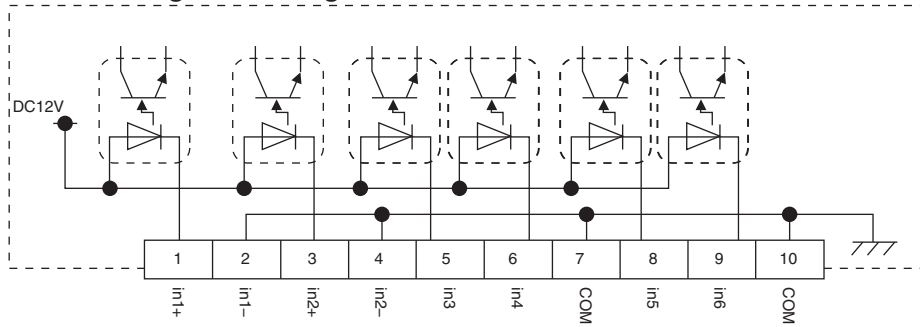 DC12V
1 2 3 4 5 6 7 8 9 10
in1+ in1− in2+ in2− in3 in4 COM in5 in6 COM